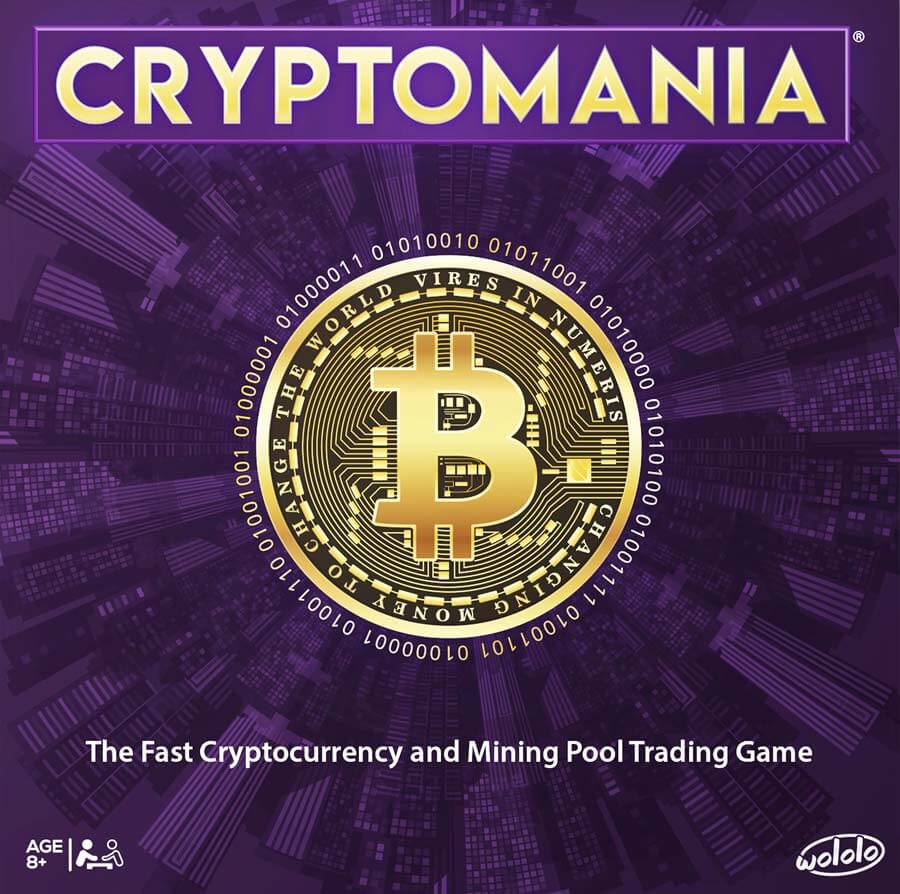 CRYPTOMANIA®
01000011 01010010 01011001 01010000 01010100 01001111 01001101 01000001 01001110 01001001 01000001
VIRES IN NUMERIS
CHANGING MONEY TO CHANGE THE WORLD
The Fast Cryptocurrency and Mining Pool Trading Game
AGE
8+
wololo